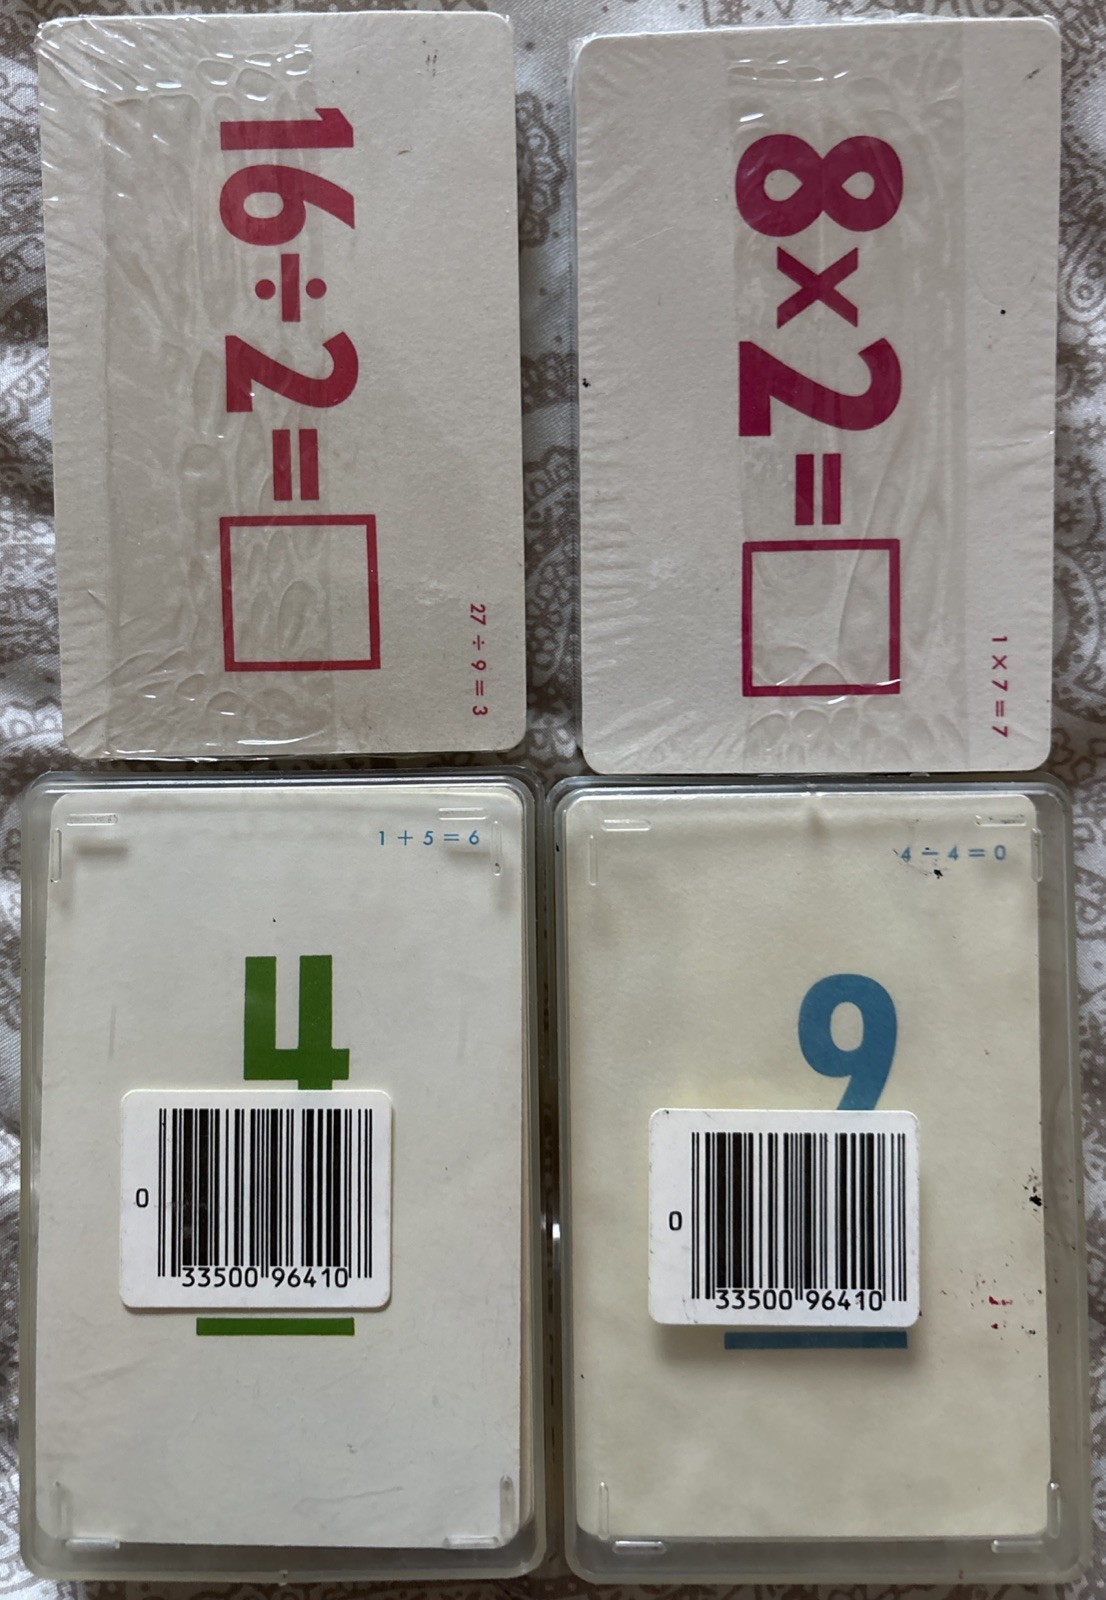 16÷2=
27 ÷ 9 = 3
8×2=
1 × 7 = 7
1 + 5 = 6
4
0
33500 96410
4 − 4 = 0
9
0
33500 96410